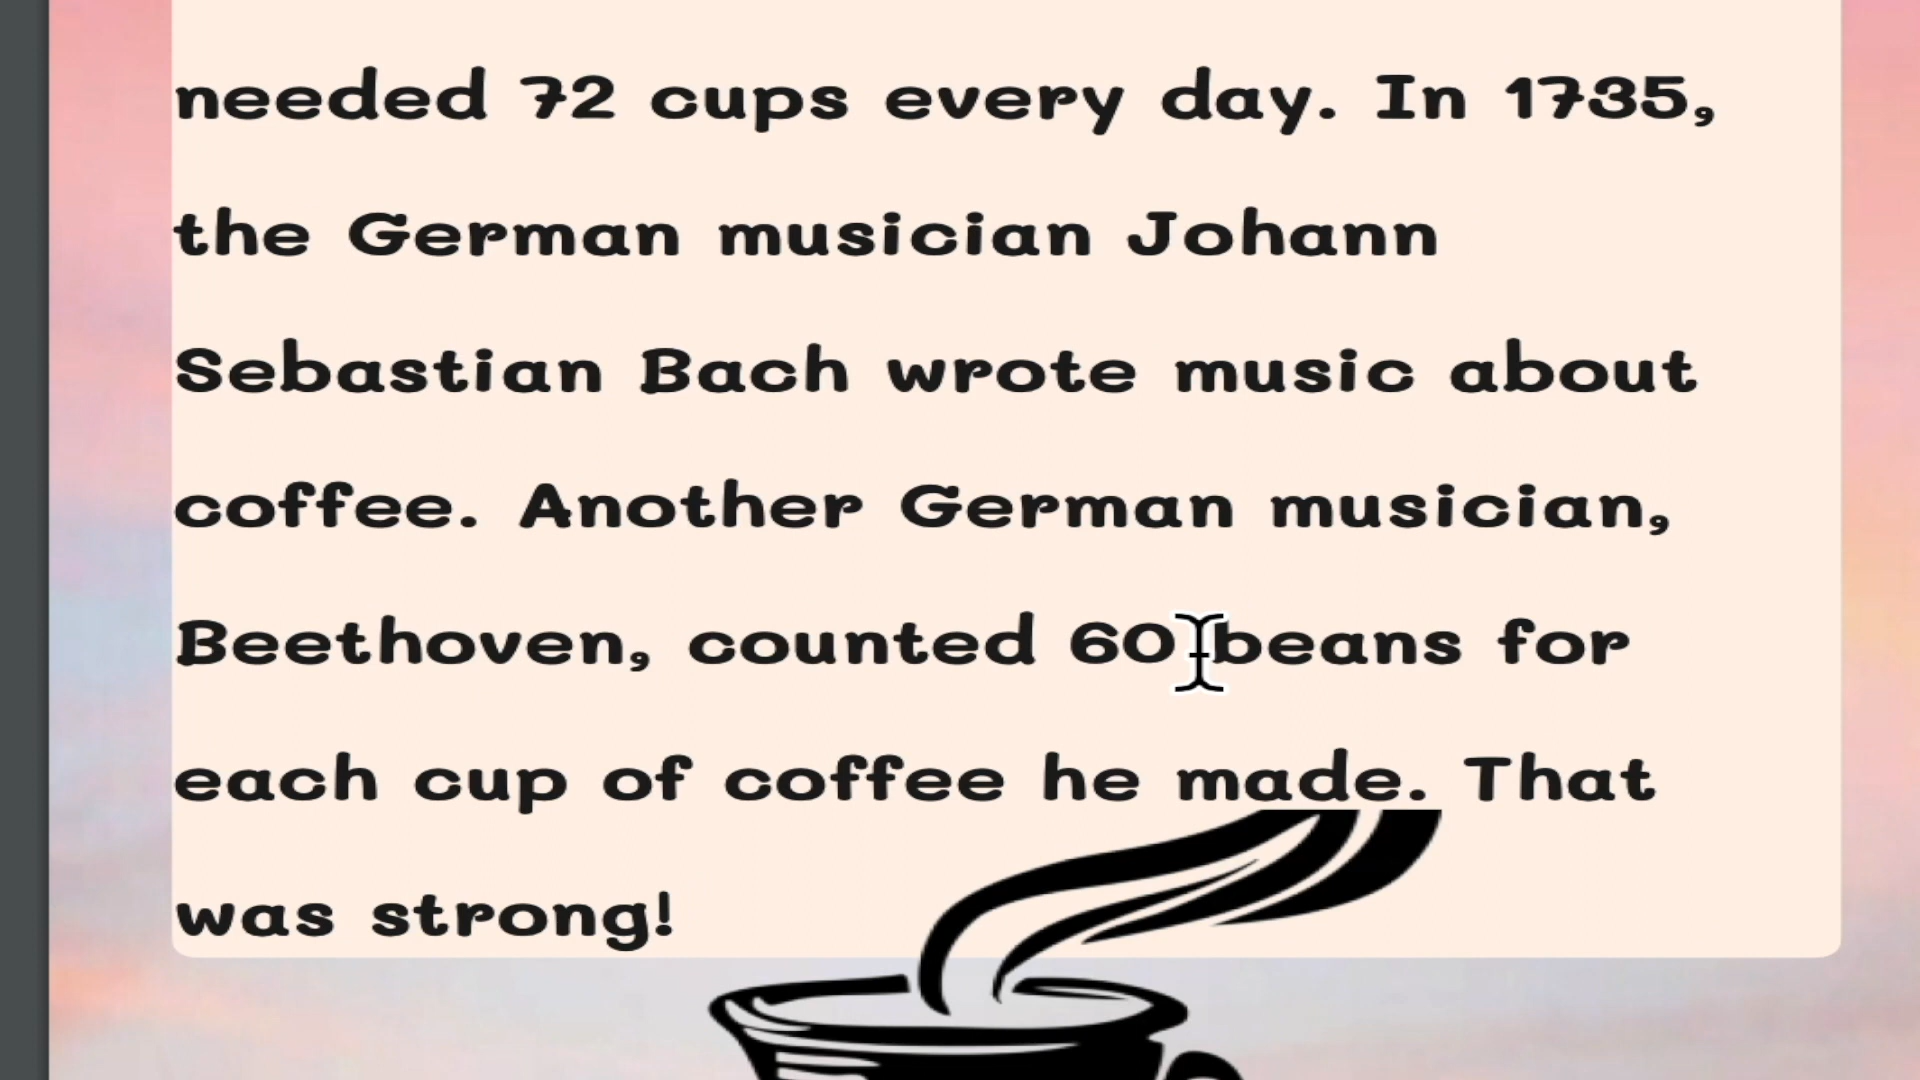 needed 72 cups every day. In 1735,
the German musician Johann
Sebastian Bach wrote music about
coffee. Another German musician,
Beethoven, counted 60 beans for
each cup of coffee he made. That
was strong!